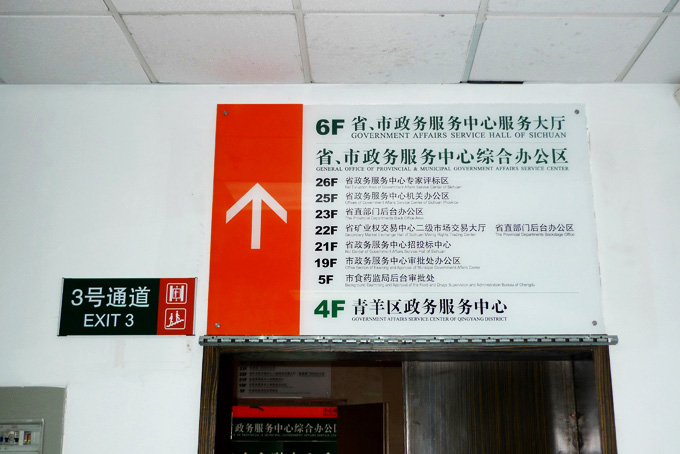 6F 省、市政务服务中心服务大厅
GOVERNMENT AFFAIRS SERVICE HALL OF SICHUAN
省、市政务服务中心综合办公区
GENERAL OFFICE OF PROVINCIAL & MUNICIPAL GOVERNMENT AFFAIRS SERVICE CENTER
26F 省政务服务中心专家评标区
25F 省政务服务中心机关办公区
23F 省直部门后台办公区
The Provincial Departments Back Office Area
22F 省矿业权交易中心二级市场交易大厅 省直部门后台办公区
21F 省政务服务中心招投标中心
19F 市政务服务中心审批处办公区
5F 市食药监局后台审批处
4F 青羊区政务服务中心
GOVERNMENT AFFAIRS SERVICE CENTER OF QINGYANG DISTRICT
3号通道
EXIT 3
政务服务中心综合办公